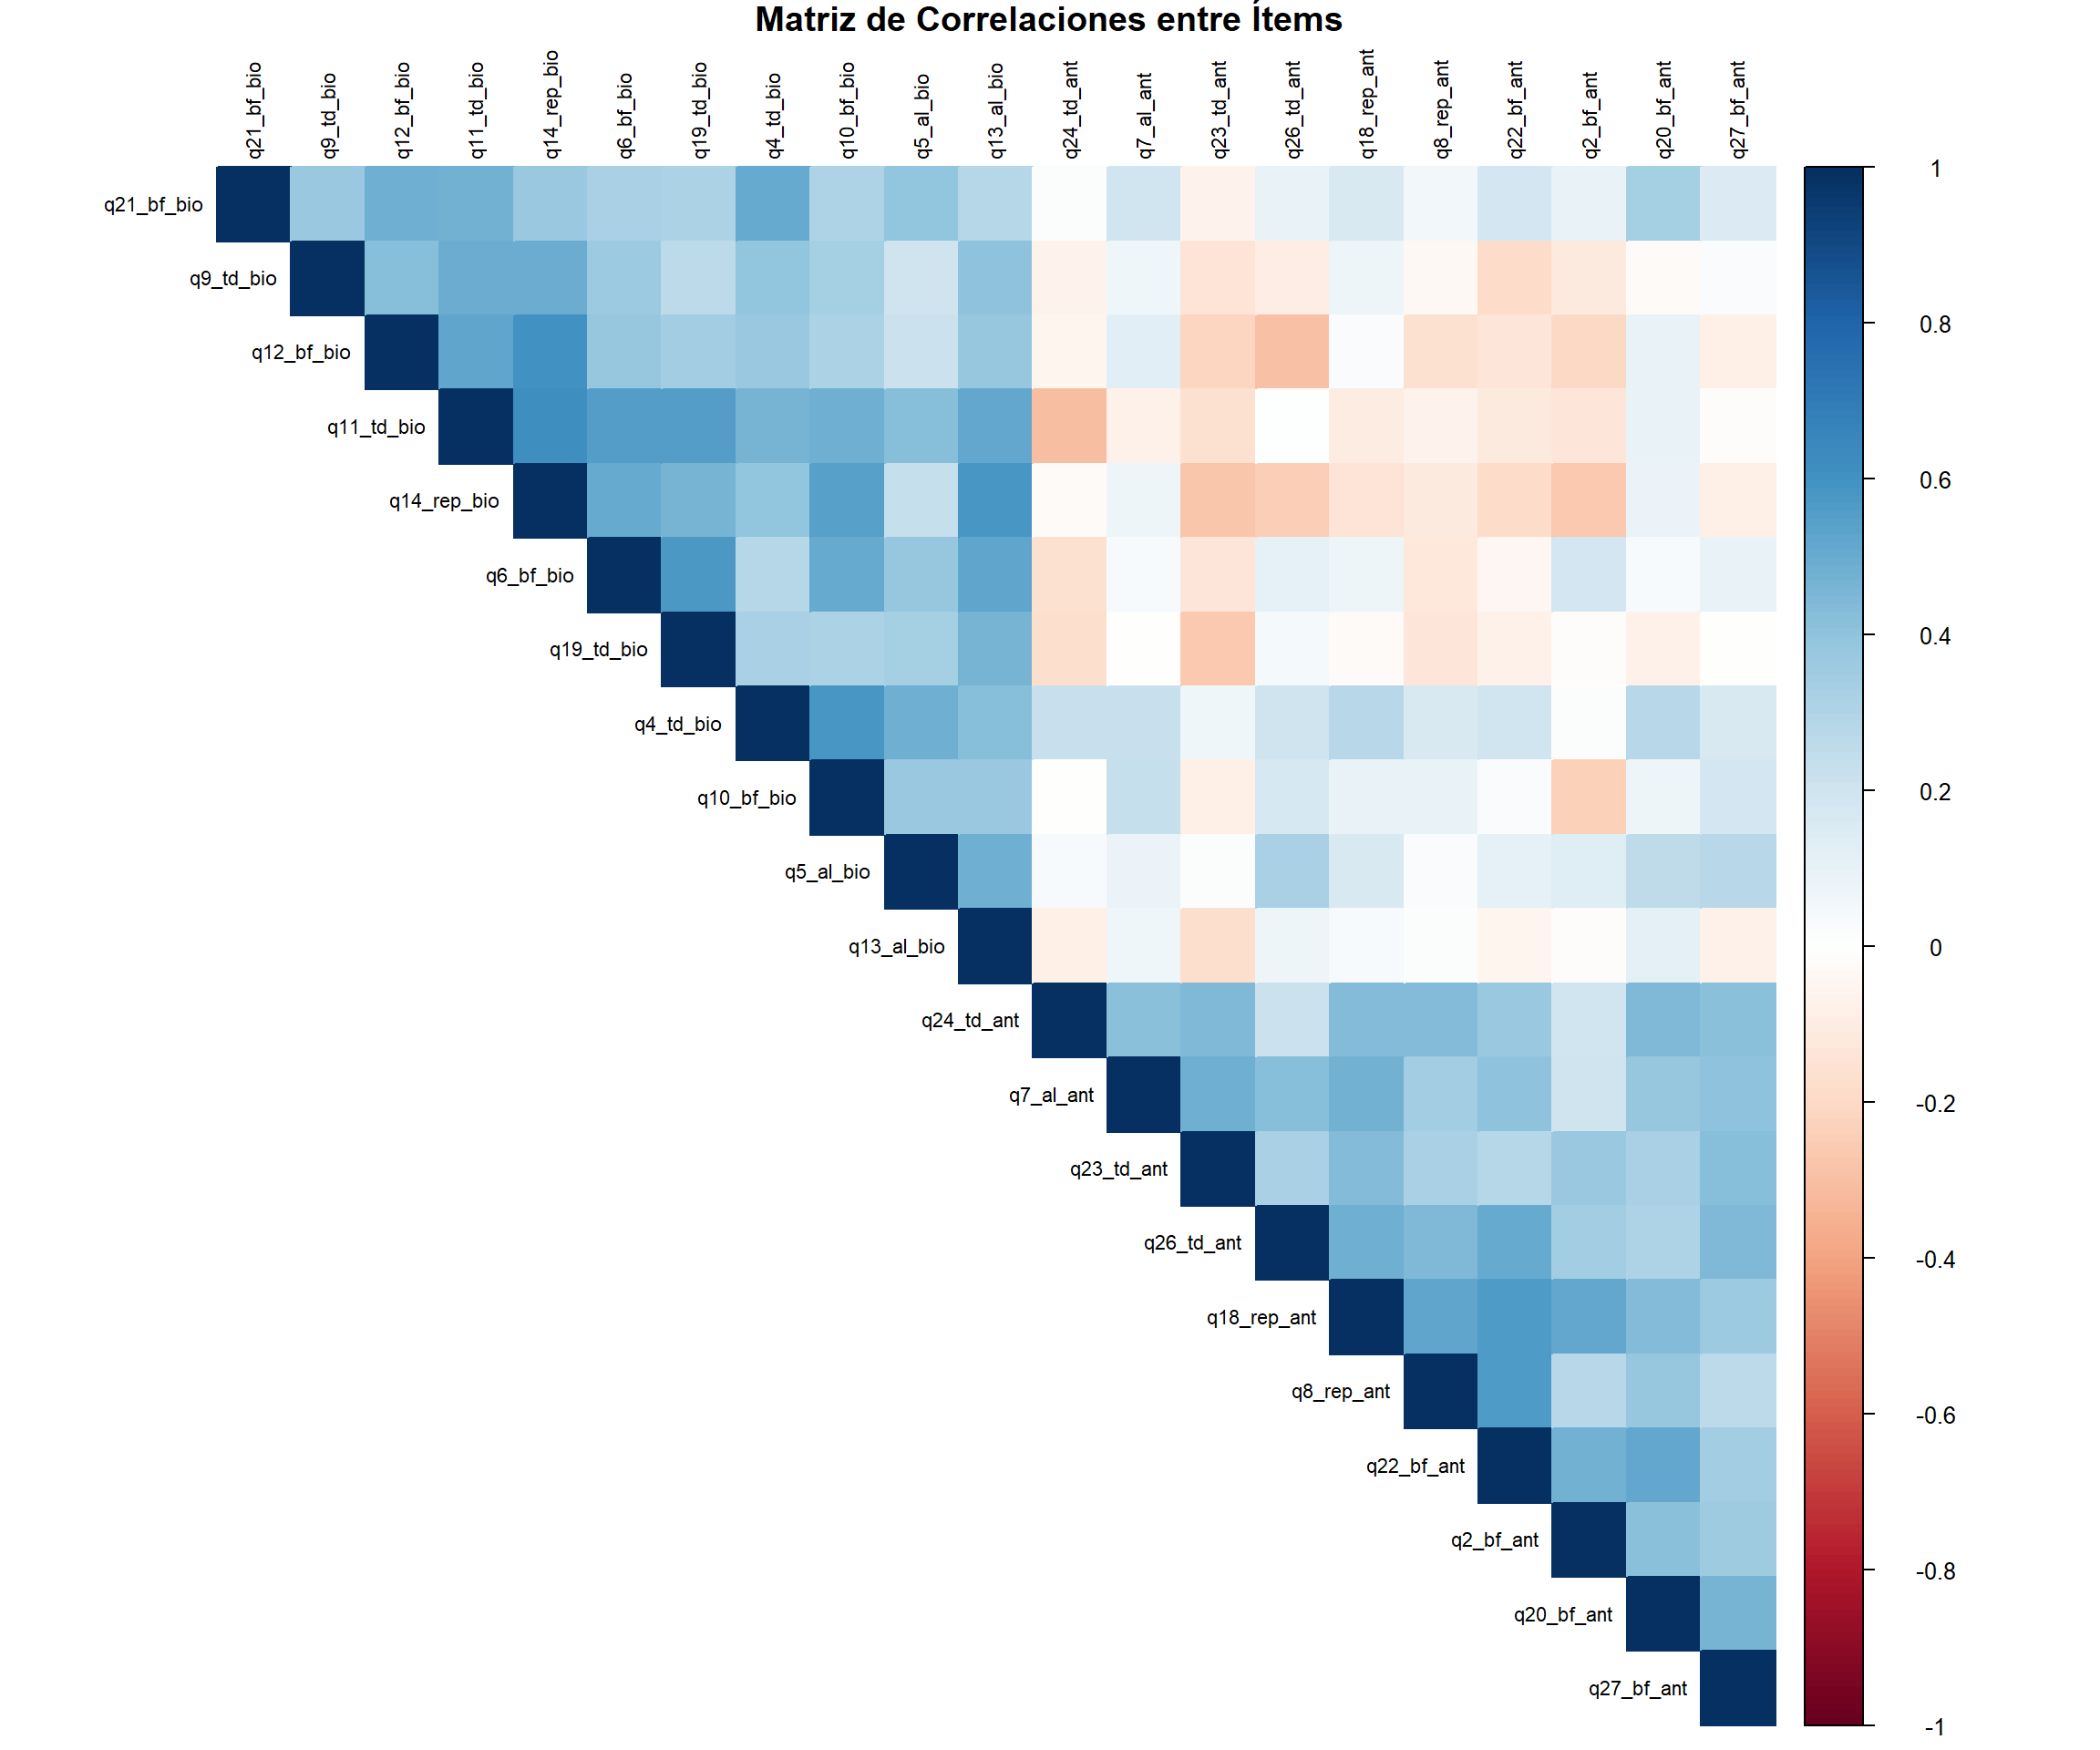 Matriz de Correlaciones entre Ítems
q21_bf_bio
q9_td_bio
q12_bf_bio
q11_td_bio
q14_rep_bio
q6_bf_bio
q19_td_bio
q4_td_bio
q10_bf_bio
q5_al_bio
q13_al_bio
q24_td_ant
q7_al_ant
q23_td_ant
q26_td_ant
q18_rep_ant
q8_rep_ant
q22_bf_ant
q2_bf_ant
q20_bf_ant
q27_bf_ant
q21_bf_bio
q9_td_bio
q12_bf_bio
q11_td_bio
q14_rep_bio
q6_bf_bio
q19_td_bio
q4_td_bio
q10_bf_bio
q5_al_bio
q13_al_bio
q24_td_ant
q7_al_ant
q23_td_ant
q26_td_ant
q18_rep_ant
q8_rep_ant
q22_bf_ant
q2_bf_ant
q20_bf_ant
q27_bf_ant
1
0.8
0.6
0.4
0.2
0
-0.2
-0.4
-0.6
-0.8
-1